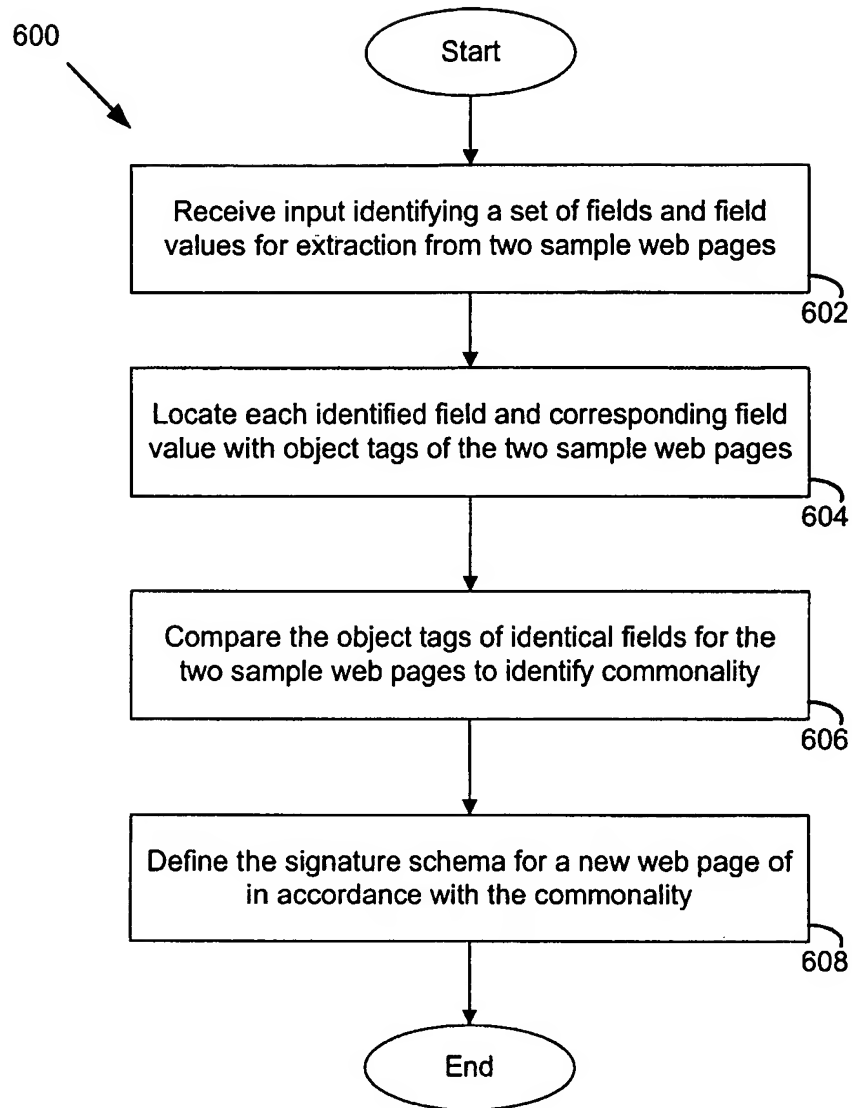 600
Start
Receive input identifying a set of fields and field
values for extraction from two sample web pages
602
Locate each identified field and corresponding field
value with object tags of the two sample web pages
604
Compare the object tags of identical fields for the
two sample web pages to identify commonality
606
Define the signature schema for a new web page of
in accordance with the commonality
608
End